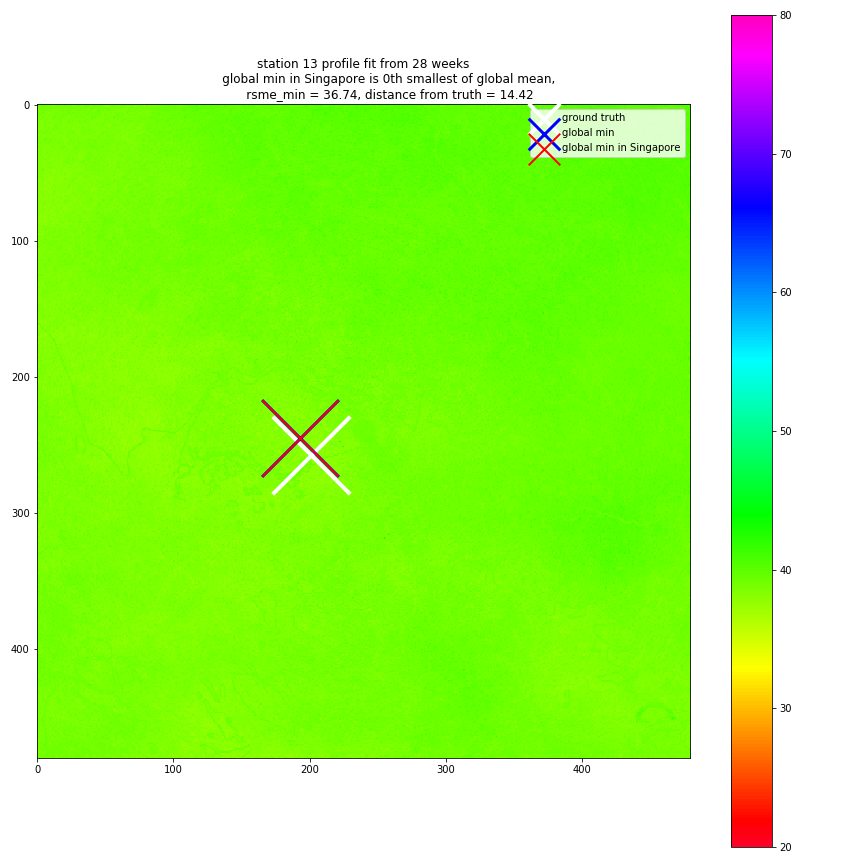 station 13 profile fit from 28 weeks
global min in Singapore is 0th smallest of global mean,
rsme_min = 36.74, distance from truth = 14.42
ground truth
global min
global min in Singapore
0
100
200
300
400
0
100
200
300
400
80
70
60
50
40
30
20